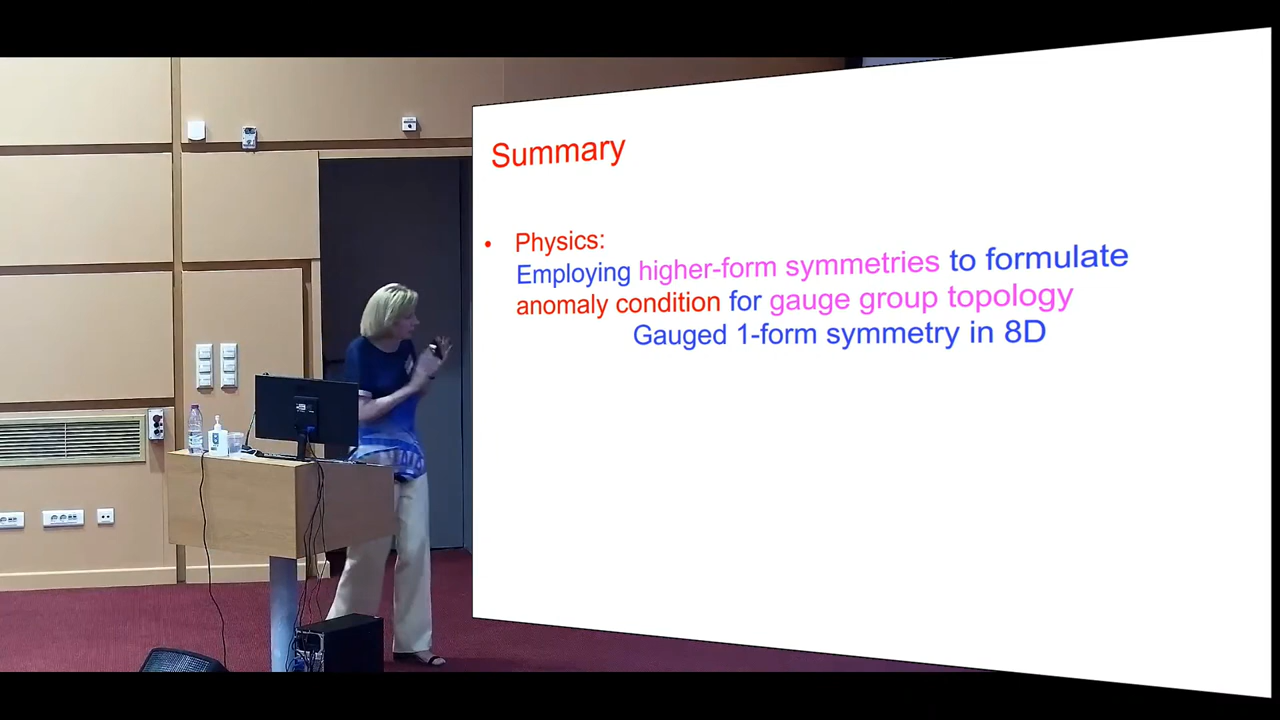 Summary
• Physics:
Employing higher-form symmetries to formulate
anomaly condition for gauge group topology
Gauged 1-form symmetry in 8D